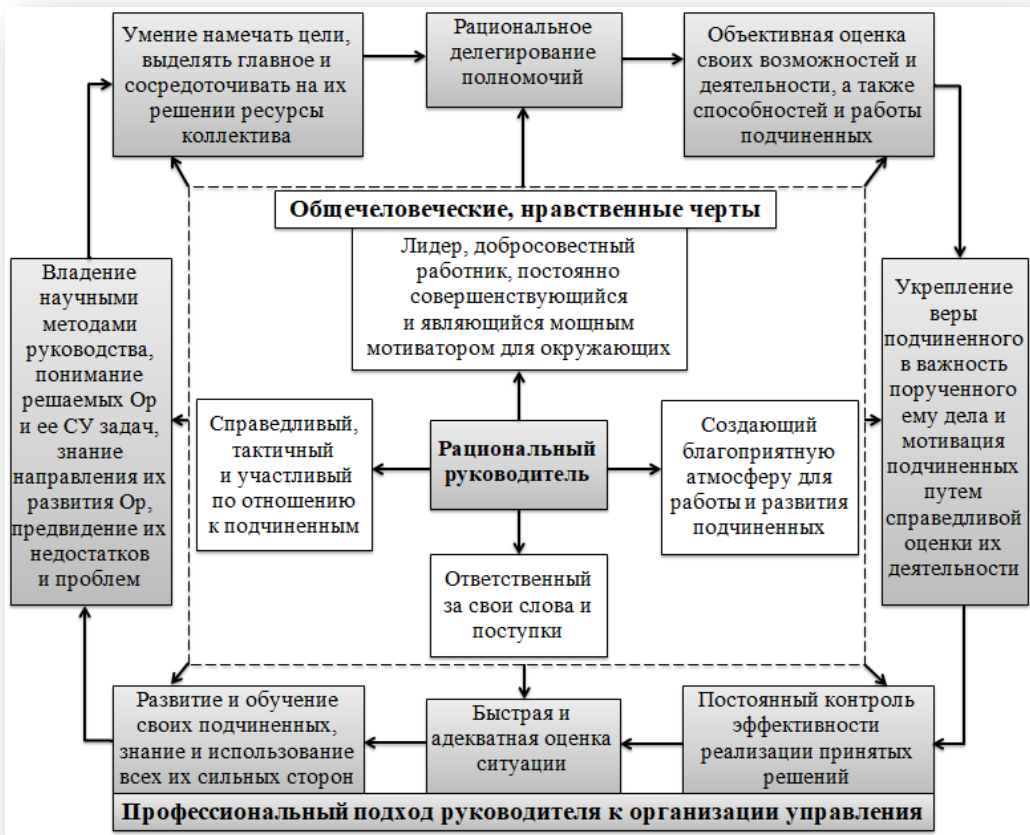 Умение намечать цели,
выделять главное и
сосредоточивать на их
решении ресурсы
коллектива
Рациональное
делегирование
полномочий
Объективная оценка
своих возможностей и
деятельности, а также
способностей и работы
подчиненных
Общечеловеческие, нравственные черты
Лидер, добросовестный
работник, постоянно
совершенствующийся
и являющийся мощным
мотиватором для окружающих
Владение
научными
методами
руководства,
понимание
решаемых Ор
и ее СУ задач,
знание
направления их
развития Ор,
предвидение их
недостатков
и проблем
Справедливый,
тактичный
и участливый
по отношению
к подчиненным
Рациональный
руководитель
Создающий
благоприятную
атмосферу для
работы и развития
подчиненных
Укрепление
веры
подчиненного
в важность
порученного
ему дела и
мотивация
подчиненных
путем
справедливой
оценки их
деятельности
Ответственный
за свои слова и
поступки
Развитие и обучение
своих подчиненных,
знание и использование
всех их сильных сторон
Быстрая и
адекватная оценка
ситуации
Постоянный контроль
эффективности
реализации принятых
решений
Профессиональный подход руководителя к организации управления